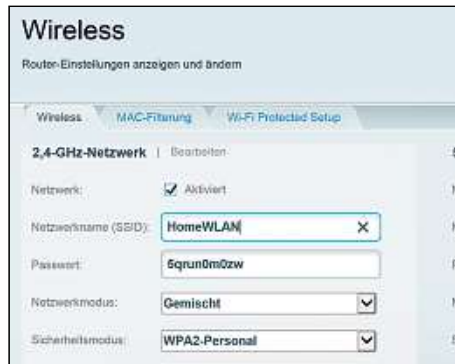 Wireless
Router-Einstellungen anzeigen und ändern
Wireless MAC-Filterung Wi-Fi Protected Setup
2,4-GHz-Netzwerk | Bearbeiten
Netzwerk: Aktiviert
Netzwerkname (SSID): HomeWLAN
Passwort: 5qrun0m0zw
Netzwerkmodus: Gemischt
Sicherheitsmodus: WPA2-Personal